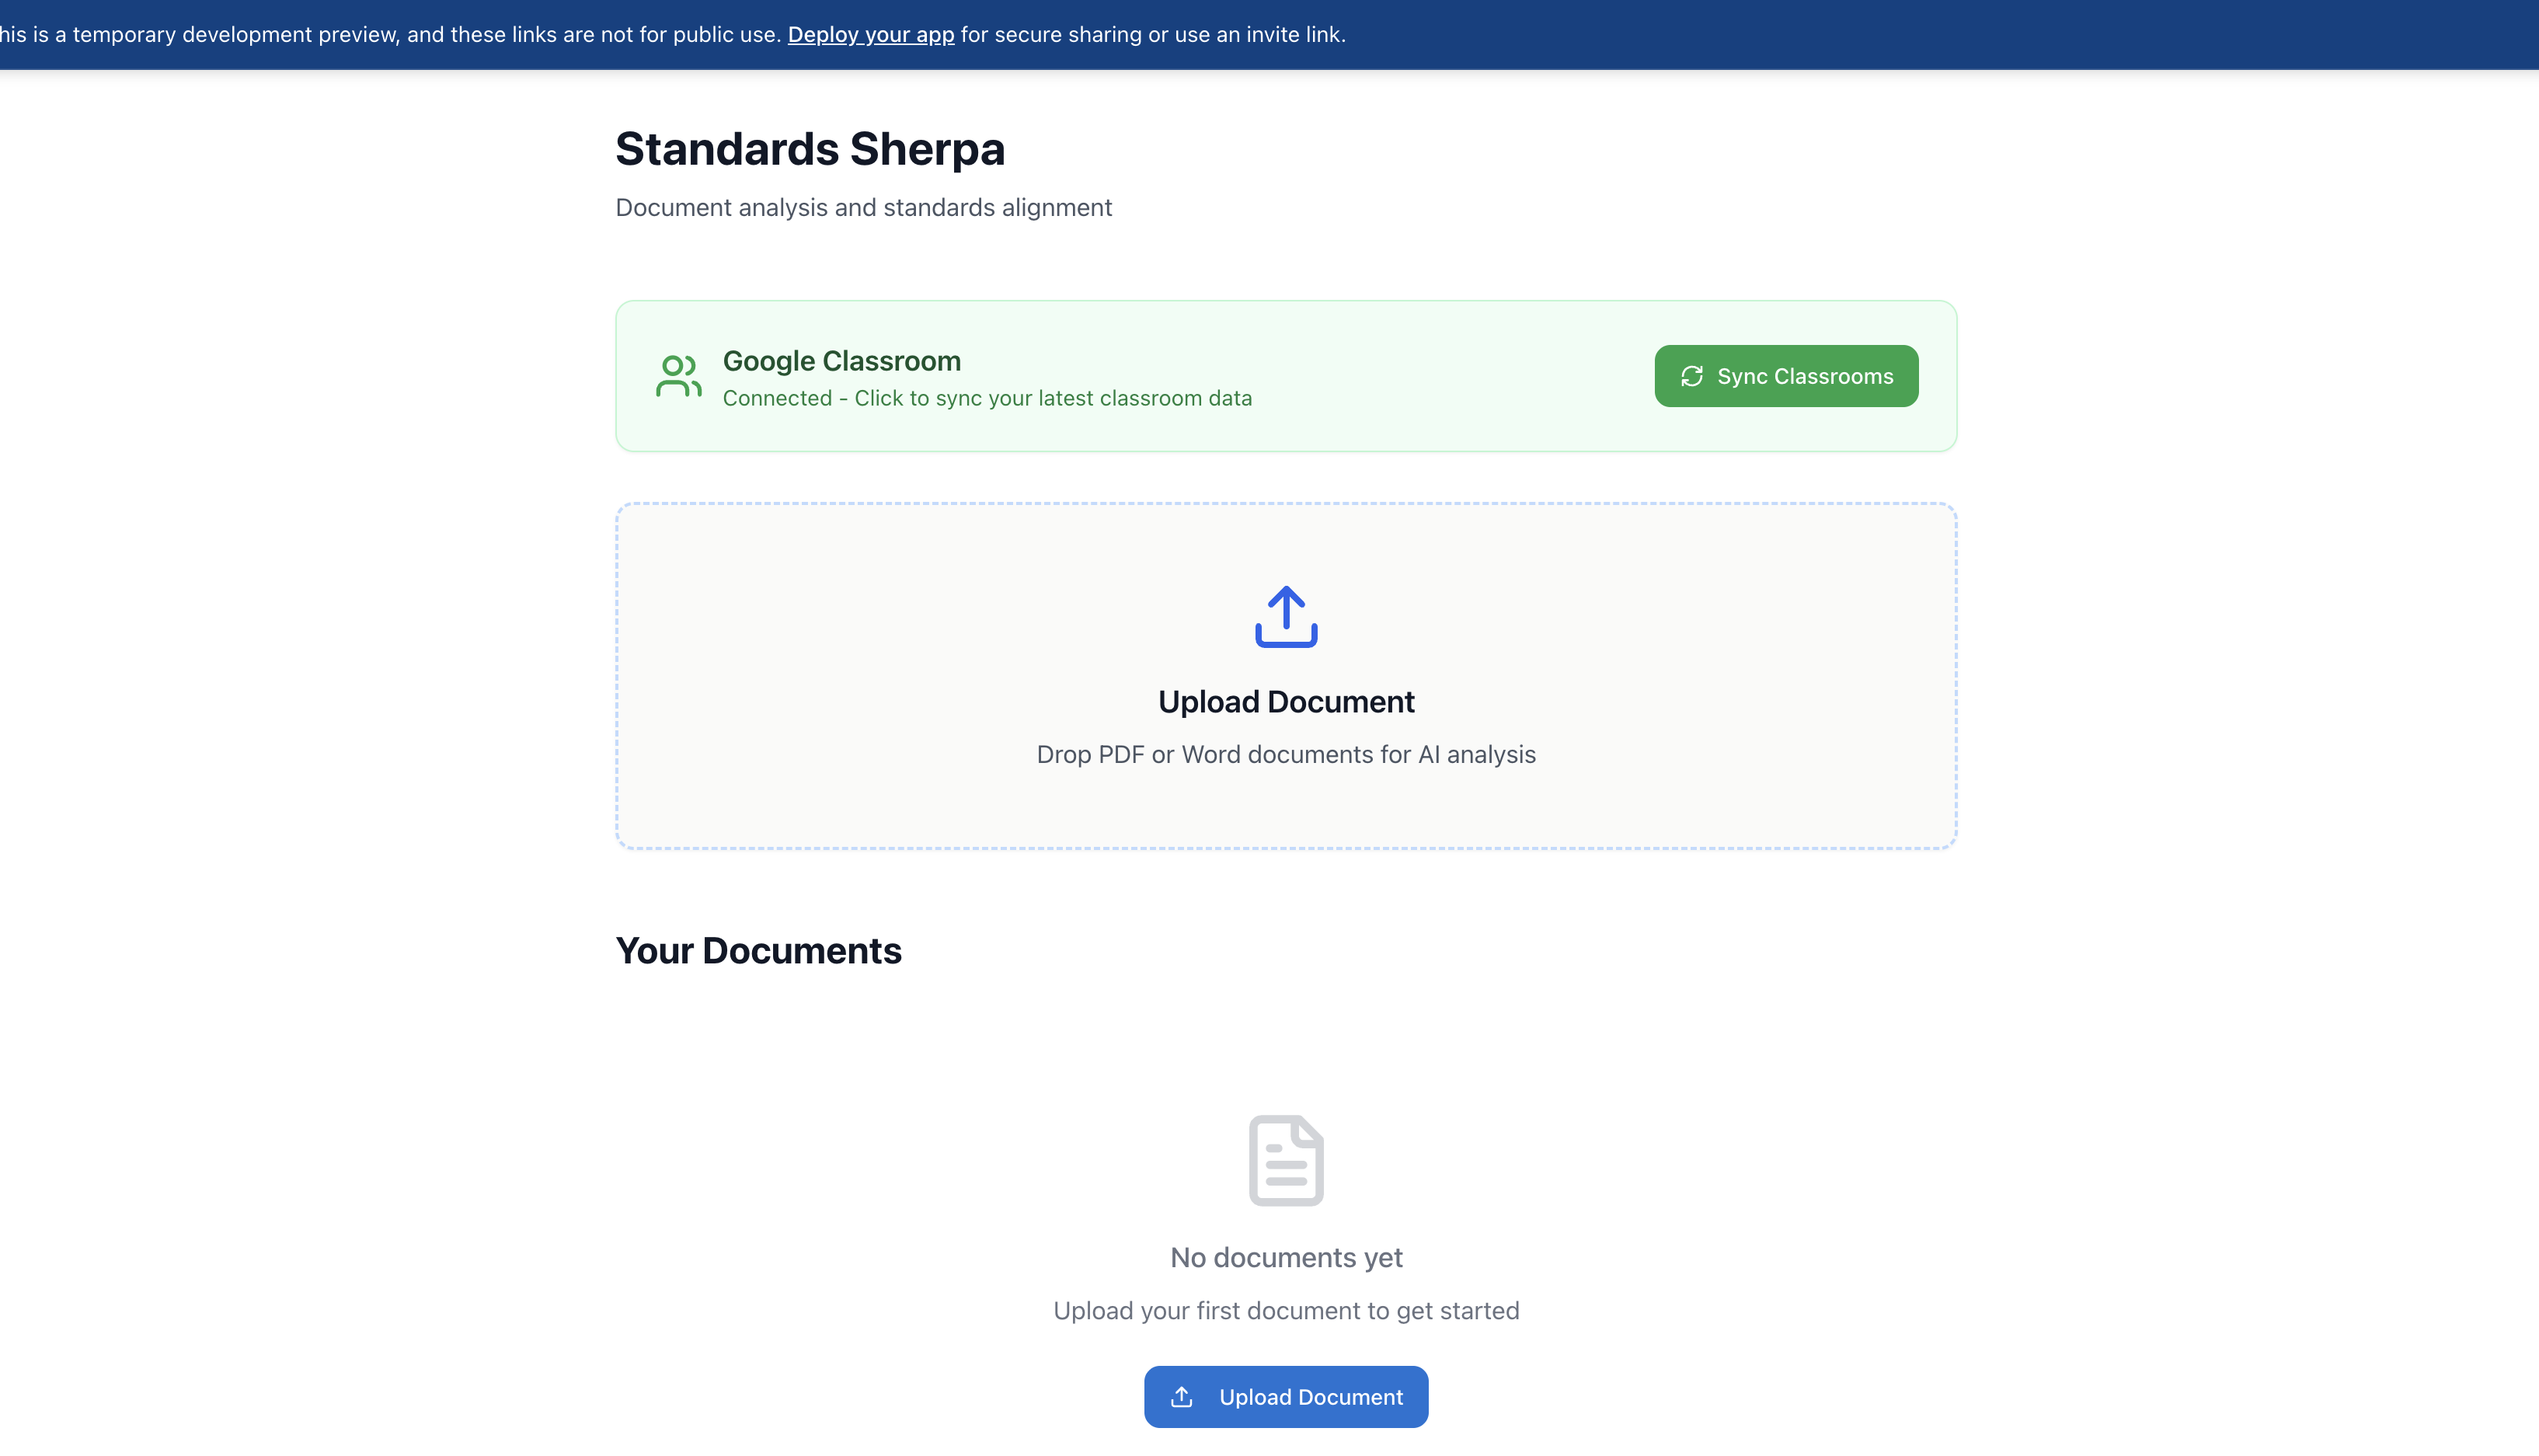 his is a temporary development preview, and these links are not for public use. Deploy your app for secure sharing or use an invite link.
Standards Sherpa
Document analysis and standards alignment
Google Classroom
Connected - Click to sync your latest classroom data
Sync Classrooms
Upload Document
Drop PDF or Word documents for AI analysis
Your Documents
No documents yet
Upload your first document to get started
Upload Document